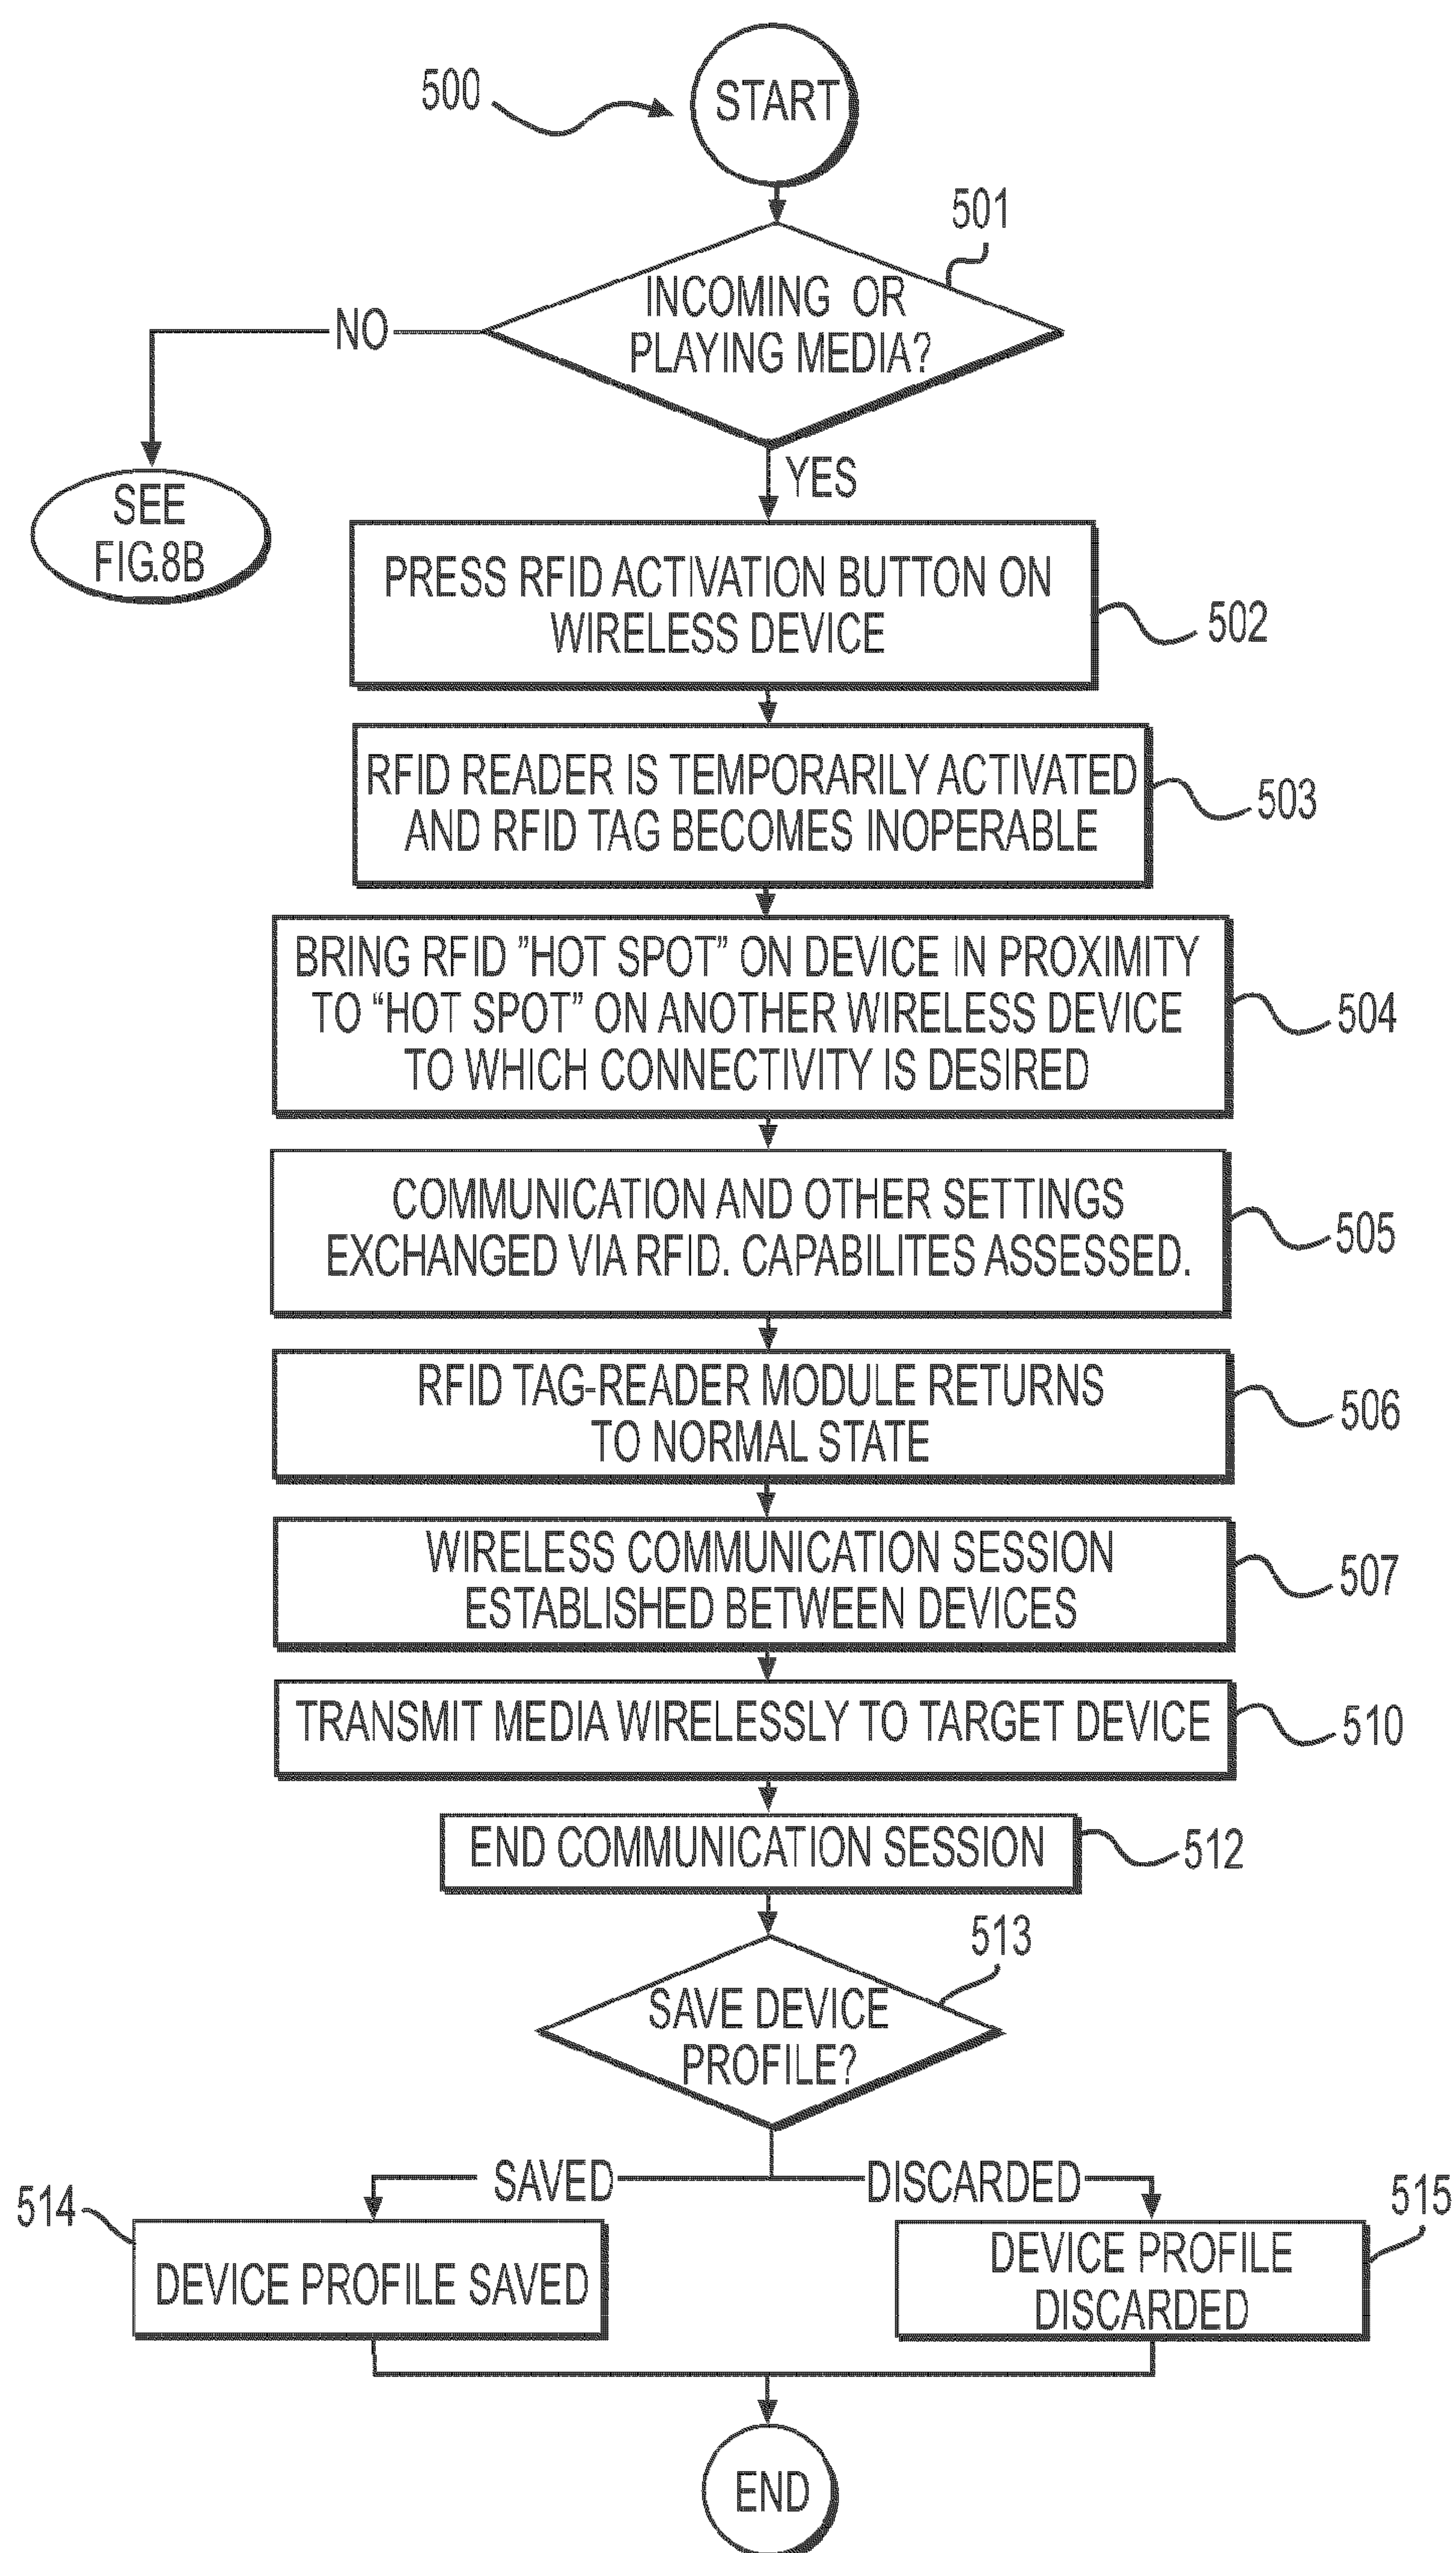 500
START
501
INCOMING OR
PLAYING MEDIA?
NO
YES
SEE
FIG.8B
PRESS RFID ACTIVATION BUTTON ON
WIRELESS DEVICE
502
RFID READER IS TEMPORARILY ACTIVATED
AND RFID TAG BECOMES INOPERABLE
503
BRING RFID ”HOT SPOT” ON DEVICE IN PROXIMITY
TO “HOT SPOT” ON ANOTHER WIRELESS DEVICE
TO WHICH CONNECTIVITY IS DESIRED
504
COMMUNICATION AND OTHER SETTINGS
EXCHANGED VIA RFID. CAPABILITES ASSESSED.
505
RFID TAG-READER MODULE RETURNS
TO NORMAL STATE
506
WIRELESS COMMUNICATION SESSION
ESTABLISHED BETWEEN DEVICES
507
TRANSMIT MEDIA WIRELESSLY TO TARGET DEVICE
510
END COMMUNICATION SESSION
512
513
SAVE DEVICE
PROFILE?
SAVED
DISCARDED
514
DEVICE PROFILE SAVED
515
DEVICE PROFILE
DISCARDED
END